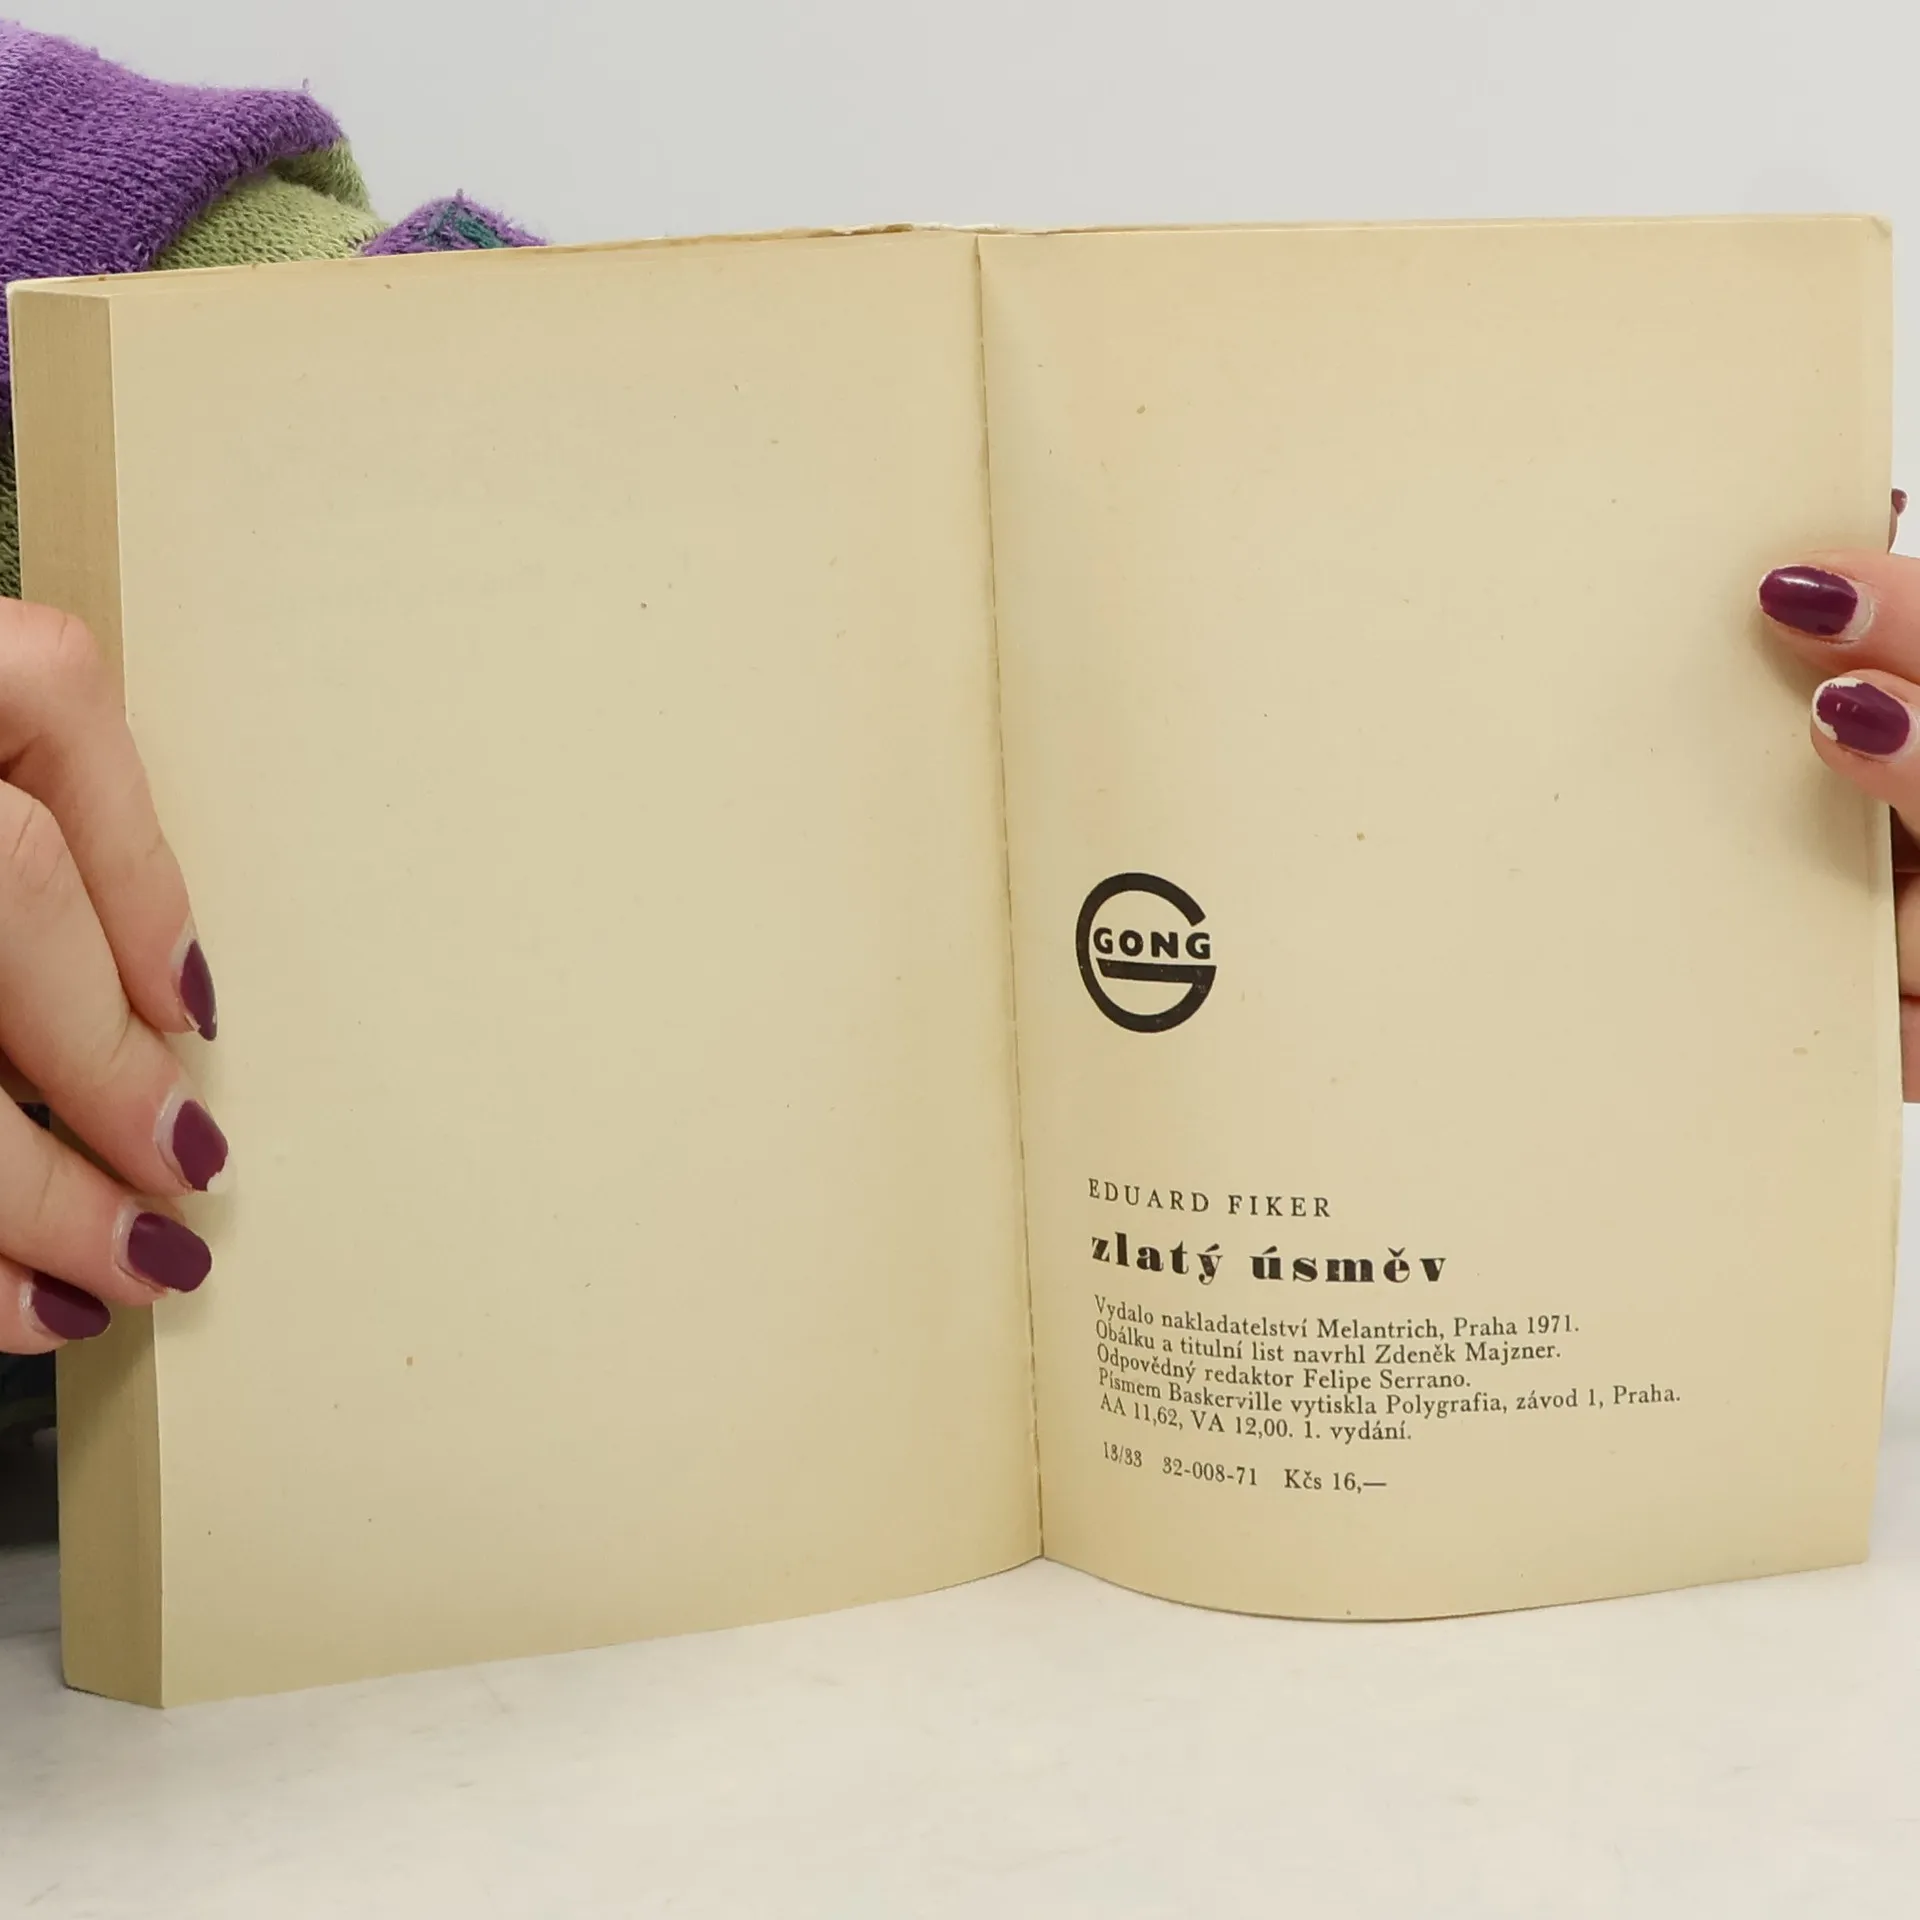 GONG
EDUARD FIKER
zlatý úsměv
Vydalo nakladatelství Melantrich, Praha 1971.
Obálku a titulní list navrhl Zdeněk Majzner.
Odpovědný redaktor Felipe Serrano.
Písmem Baskerville vytiskla Polygrafia, závod 1, Praha.
AA 11,62, VA 12,00. 1. vydání.
13/33 32-008-71 Kčs 16,—